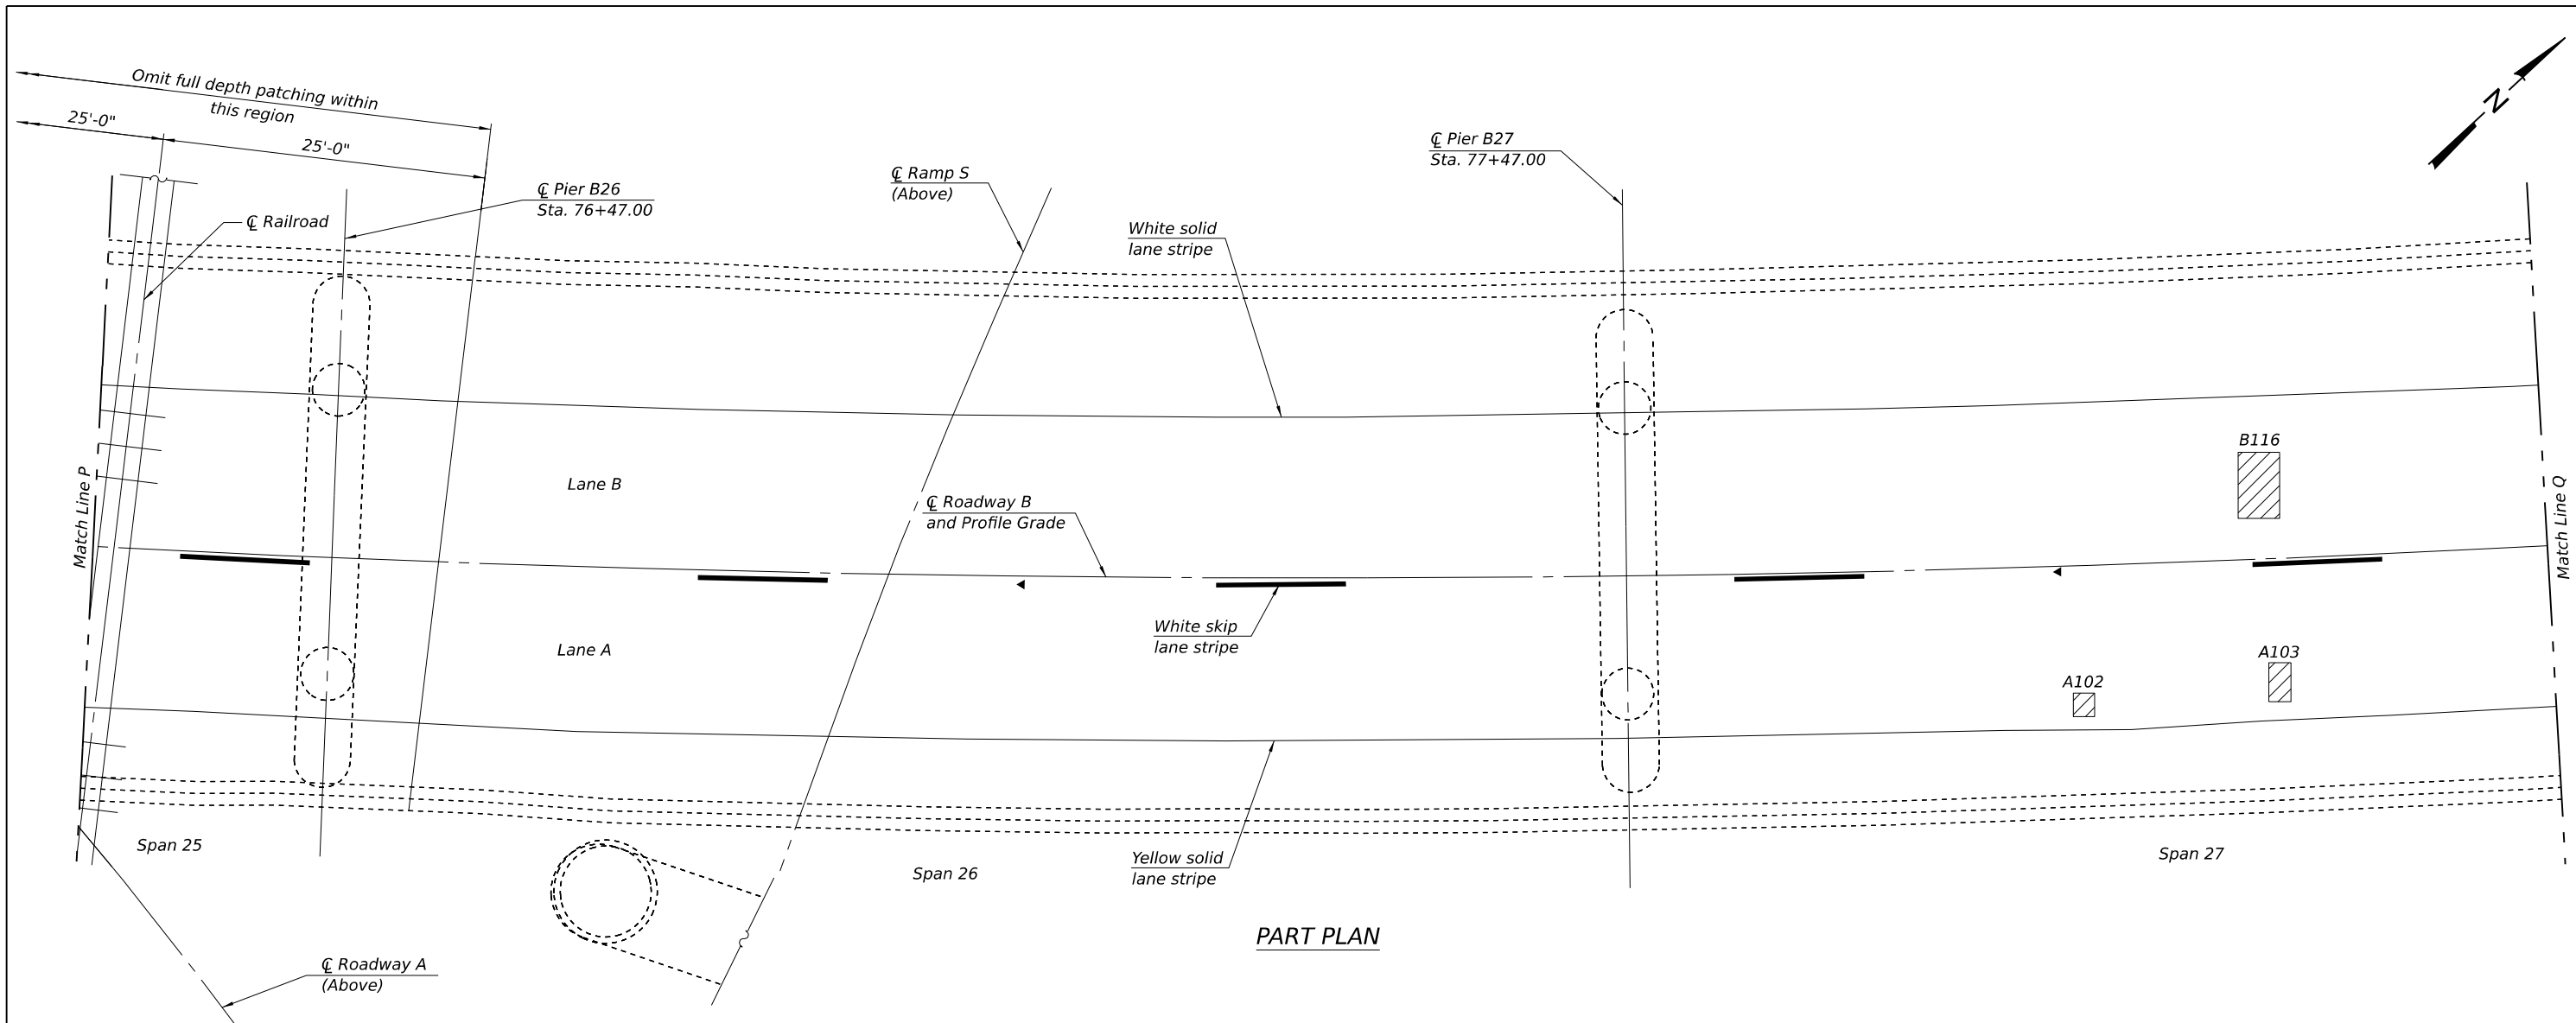 Omit full depth patching within
this region
25'-0"
25'-0"
℄ Pier B26
Sta. 76+47.00
℄ Railroad
℄ Ramp S
(Above)
White solid
lane stripe
℄ Pier B27
Sta. 77+47.00
N
Match Line P
Lane B
℄ Roadway B
and Profile Grade
B116
Match Line Q
Lane A
White skip
lane stripe
A102
A103
Span 25
Span 26
Yellow solid
lane stripe
Span 27
PART PLAN
℄ Roadway A
(Above)